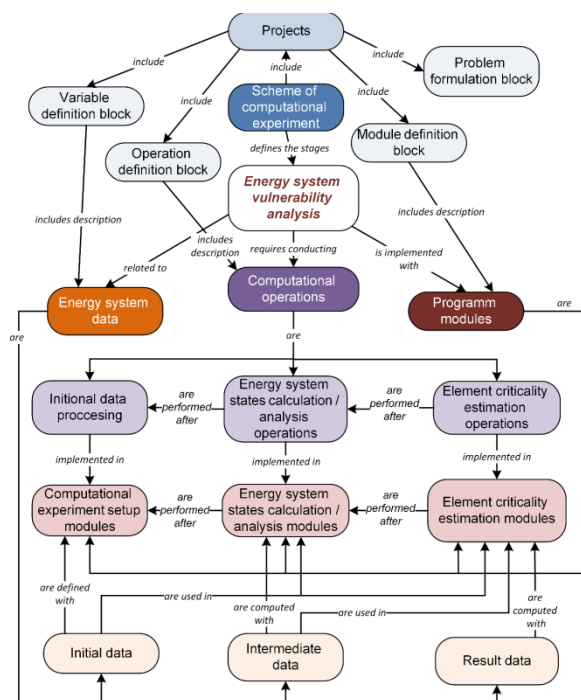 Projects
include
include
Problem
formulation block
Variable
definition block
include
include
include
Scheme of
computational
experiment
Operation
definition block
Module definition
block
defines the stages
Energy system
vulnerability
analysis
includes description
includes
description
includes description
related to
requires conducting
is implemented
with
Energy system
data
Computational
operations
Programm
modules
are
are
are
Initional data
proccesing
are
performed
after
Energy system
states calculation /
analysis operations
are
performed
after
Element criticality
estimation
operations
implemented in
implemented in
implemented in
Computational
experiment setup
modules
are
performed
after
Energy system
states calculation /
analysis modules
are
performed
after
Element criticality
estimation modules
are defined
with
are used in
are computed
with
are used in
are
computed
with
Initial data
Intermediate
data
Result data